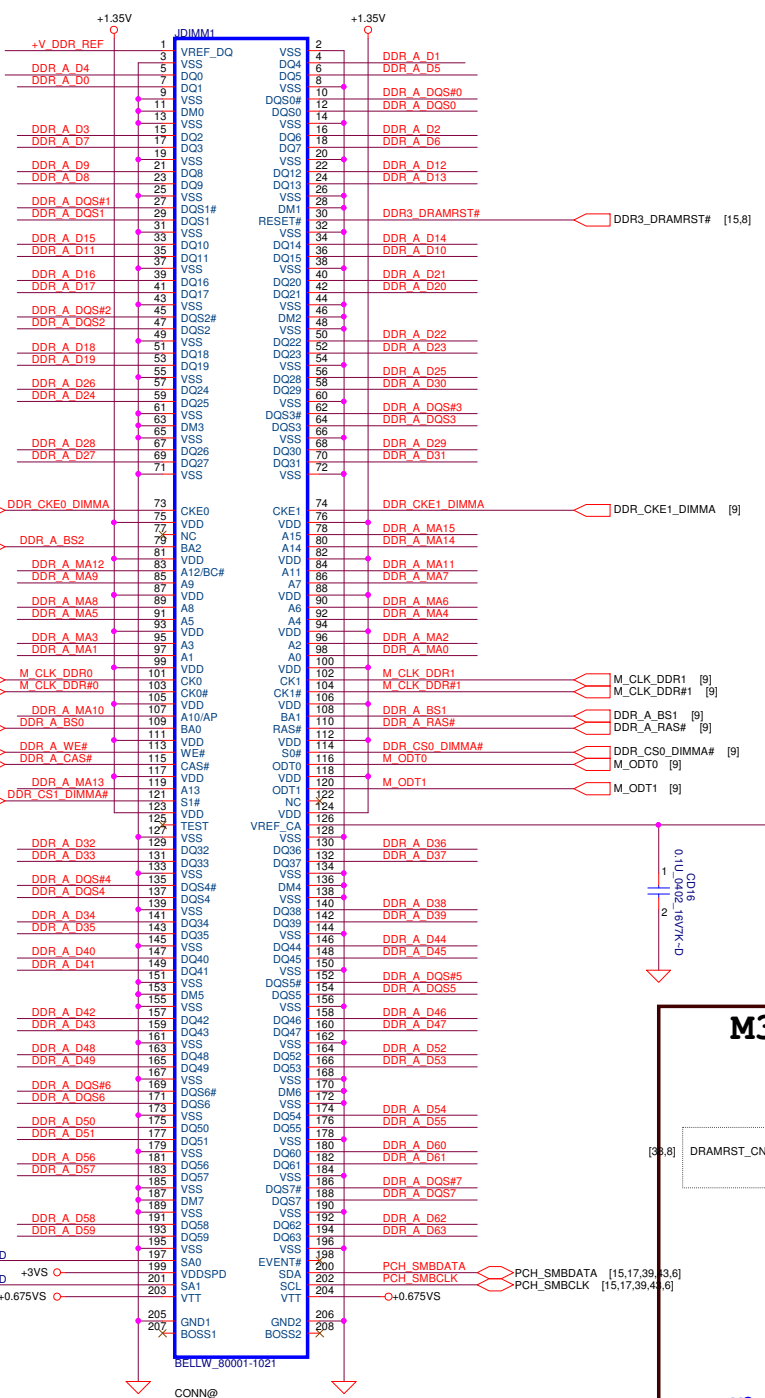 +1.35V +1.35V
JDIMM1
+V_DDR_REF 1 VREF_DQ VSS 2
3 VSS DQ4 4 DDR_A_D1
DDR_A_D4 5 DQ0 DQ5 6 DDR_A_D5
DDR_A_D0 7 DQ1 VSS 8
9 VSS DQS0# 10 DDR_A_DQS#0
11 DM0 DQS0 12 DDR_A_DQS0
13 VSS VSS 14
DDR_A_D3 15 DQ2 DQ6 16 DDR_A_D2
DDR_A_D7 17 DQ3 DQ7 18 DDR_A_D6
19 VSS VSS 20
DDR_A_D9 21 DQ8 DQ12 22 DDR_A_D12
DDR_A_D8 23 DQ9 DQ13 24 DDR_A_D13
25 VSS VSS 26
DDR_A_DQS#1 27 DQS1# DM1 28
DDR_A_DQS1 29 DQS1 RESET# 30 DDR3_DRAMRST# DDR3_DRAMRST# [15,8]
31 VSS VSS 32
DDR_A_D15 33 DQ10 DQ14 34 DDR_A_D14
DDR_A_D11 35 DQ11 DQ15 36 DDR_A_D10
37 VSS VSS 38
DDR_A_D16 39 DQ16 DQ20 40 DDR_A_D21
DDR_A_D17 41 DQ17 DQ21 42 DDR_A_D20
43 VSS VSS 44
DDR_A_DQS#2 45 DQS2# DM2 46
DDR_A_DQS2 47 DQS2 VSS 48
49 VSS DQ22 50 DDR_A_D22
DDR_A_D18 51 DQ18 DQ23 52 DDR_A_D23
DDR_A_D19 53 DQ19 VSS 54
55 VSS DQ28 56 DDR_A_D25
DDR_A_D26 57 DQ24 DQ29 58 DDR_A_D30
DDR_A_D24 59 DQ25 VSS 60
61 VSS DQS3# 62 DDR_A_DQS#3
63 DM3 DQS3 64 DDR_A_DQS3
65 VSS VSS 66
DDR_A_D28 67 DQ26 DQ30 68 DDR_A_D29
DDR_A_D27 69 DQ27 DQ31 70 DDR_A_D31
71 VSS VSS 72
DDR_CKE0_DIMMA 73 CKE0 CKE1 74 DDR_CKE1_DIMMA DDR_CKE1_DIMMA [9]
75 VDD VDD 76
77 NC A15 78 DDR_A_MA15
DDR_A_BS2 79 BA2 A14 80 DDR_A_MA14
81 VDD VDD 82
DDR_A_MA12 83 A12/BC# A11 84 DDR_A_MA11
DDR_A_MA9 85 A9 A7 86 DDR_A_MA7
87 VDD VDD 88
DDR_A_MA8 89 A8 A6 90 DDR_A_MA6
DDR_A_MA5 91 A5 A4 92 DDR_A_MA4
93 VDD VDD 94
DDR_A_MA3 95 A3 A2 96 DDR_A_MA2
DDR_A_MA1 97 A1 A0 98 DDR_A_MA0
99 VDD VDD 100
M_CLK_DDR0 101 CK0 CK1 102 M_CLK_DDR1 M_CLK_DDR1 [9]
M_CLK_DDR#0 103 CK0# CK1# 104 M_CLK_DDR#1 M_CLK_DDR#1 [9]
105 VDD VDD 106
DDR_A_MA10 107 A10/AP BA1 108 DDR_A_BS1 DDR_A_BS1 [9]
DDR_A_BS0 109 BA0 RAS# 110 DDR_A_RAS# DDR_A_RAS# [9]
111 VDD VDD 112
DDR_A_WE# 113 WE# S0# 114 DDR_CS0_DIMMA# DDR_CS0_DIMMA# [9]
DDR_A_CAS# 115 CAS# ODT0 116 M_ODT0 M_ODT0 [9]
117 VDD VDD 118
DDR_A_MA13 119 A13 ODT1 120 M_ODT1 M_ODT1 [9]
DDR_CS1_DIMMA# 121 S1# NC 122
123 VDD VDD 124
125 TEST VREF_CA 126
127 VSS VSS 128
DDR_A_D32 129 DQ32 DQ36 130 DDR_A_D36
DDR_A_D33 131 DQ33 DQ37 132 DDR_A_D37
133 VSS VSS 134
DDR_A_DQS#4 135 DQS4# DM4 136
DDR_A_DQS4 137 DQS4 VSS 138
139 VSS DQ38 140 DDR_A_D38
DDR_A_D34 141 DQ34 DQ39 142 DDR_A_D39
DDR_A_D35 143 DQ35 VSS 144
145 VSS DQ44 146 DDR_A_D44
DDR_A_D40 147 DQ40 DQ45 148 DDR_A_D45
DDR_A_D41 149 DQ41 VSS 150
151 VSS DQS5# 152 DDR_A_DQS#5
153 DM5 DQS5 154 DDR_A_DQS5
155 VSS VSS 156
DDR_A_D42 157 DQ42 DQ46 158 DDR_A_D46
DDR_A_D43 159 DQ43 DQ47 160 DDR_A_D47
161 VSS VSS 162
DDR_A_D48 163 DQ48 DQ52 164 DDR_A_D52
DDR_A_D49 165 DQ49 DQ53 166 DDR_A_D53
167 VSS VSS 168
DDR_A_DQS#6 169 DQS6# DM6 170
DDR_A_DQS6 171 DQS6 VSS 172
173 VSS DQ54 174 DDR_A_D54
DDR_A_D50 175 DQ50 DQ55 176 DDR_A_D55
DDR_A_D51 177 DQ51 VSS 178
179 VSS DQ60 180 DDR_A_D60
DDR_A_D56 181 DQ56 DQ61 182 DDR_A_D61
DDR_A_D57 183 DQ57 VSS 184
185 VSS DQS7# 186 DDR_A_DQS#7
187 DM7 DQS7 188 DDR_A_DQS7
189 VSS VSS 190
DDR_A_D58 191 DQ58 DQ62 192 DDR_A_D62
DDR_A_D59 193 DQ59 DQ63 194 DDR_A_D63
195 VSS VSS 196
D 197 SA0 EVENT# 198
+3VS 199 VDDSPD SDA 200 PCH_SMBDATA PCH_SMBDATA [15,17,39,43,6]
D 201 SA1 SCL 202 PCH_SMBCLK PCH_SMBCLK [15,17,39,43,6]
+0.675VS 203 VTT VTT 204 +0.675VS
205 GND1 GND2 206
207 BOSS1 BOSS2 208
BELLW_80001-1021
CONN@
1
2
CD16
0.1U_0402_16V7K~D
M3
[38,8] DRAMRST_CN